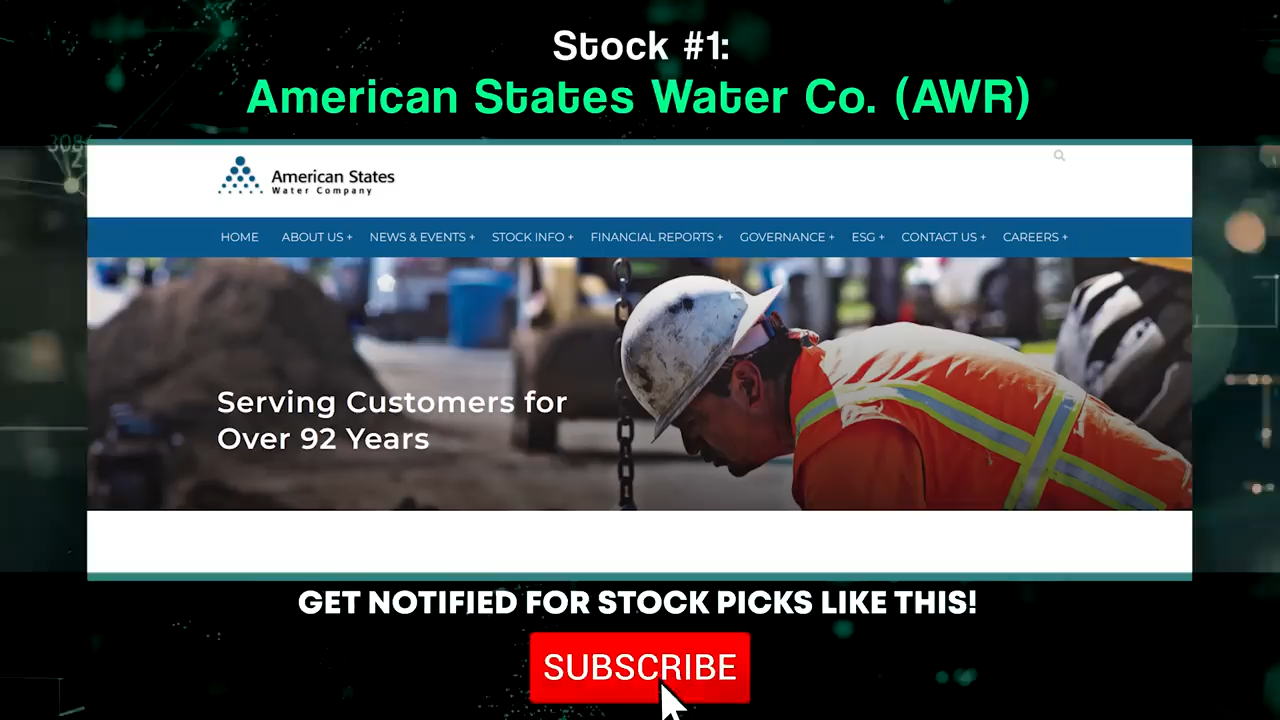 Stock #1:
American States Water Co. (AWR)
American States
Water Company
HOME ABOUT US + NEWS & EVENTS + STOCK INFO + FINANCIAL REPORTS + GOVERNANCE + ESG + CONTACT US + CAREERS +
Serving Customers for
Over 92 Years
GET NOTIFIED FOR STOCK PICKS LIKE THIS!
SUBSCRIBE